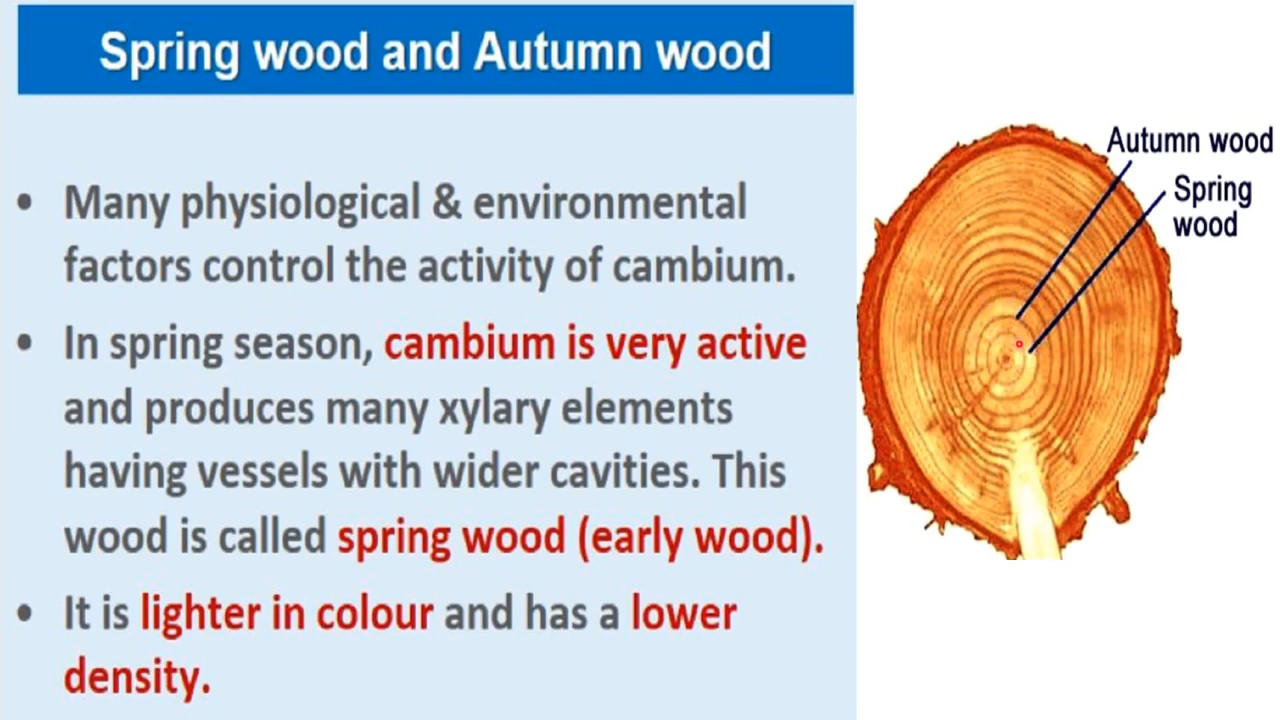 Spring wood and Autumn wood
• Many physiological & environmental
factors control the activity of cambium.
• In spring season, cambium is very active
and produces many xylary elements
having vessels with wider cavities. This
wood is called spring wood (early wood).
• It is lighter in colour and has a lower
density.
Autumn wood
Spring
wood